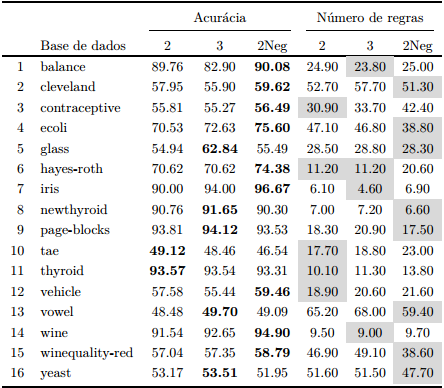 Acurácia Número de regras
Base de dados 2 3 2Neg 2 3 2Neg
1 balance 89.76 82.90 90.08 24.90 23.80 25.00
2 cleveland 57.95 55.90 59.62 52.70 57.70 51.30
3 contraceptive 55.81 55.27 56.49 30.90 33.70 42.40
4 ecoli 70.53 72.63 75.60 47.10 46.80 38.80
5 glass 54.94 62.84 55.49 28.50 28.80 28.30
6 hayes-roth 70.62 70.62 74.38 11.20 11.20 20.60
7 iris 90.00 94.00 96.67 6.10 4.60 6.90
8 newthyroid 90.76 91.65 90.30 7.00 7.20 6.60
9 page-blocks 93.81 94.12 93.53 18.30 20.90 17.50
10 tae 49.12 48.46 46.54 17.70 18.80 23.00
11 thyroid 93.57 93.54 93.31 10.10 11.30 13.80
12 vehicle 57.58 55.44 59.46 18.90 20.60 21.60
13 vowel 48.48 49.70 49.09 65.20 68.00 59.40
14 wine 91.54 92.65 94.90 9.50 9.00 9.70
15 winequality-red 57.04 57.35 58.79 46.90 49.10 38.60
16 yeast 53.17 53.51 51.95 51.60 51.50 47.70